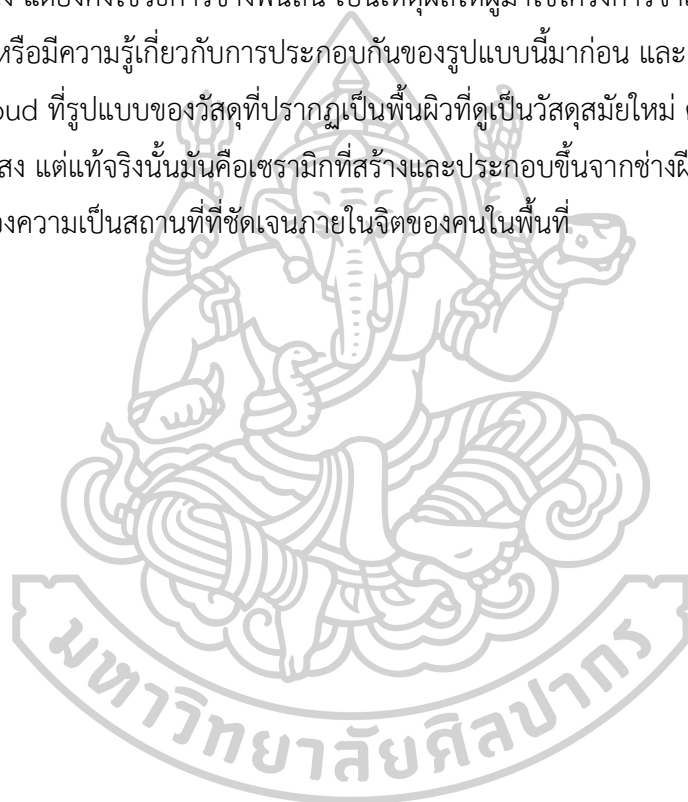 แต่ยังคงใช้วิธีการช่างพื้นถิ่น เป็นเหตุผลให้ผู้มาใช้โครงการ
หรือมีความรู้เกี่ยวกับการประกอบกันของรูปแบบนี้มาก่อน และ
oud ที่รูปแบบของวัสดุที่ปรากฏเป็นพื้นผิวที่ดูเป็นวัสดุสมัยใหม่
สง แต่แท้จริงนั้นมันคือเซรามิกที่สร้างและประกอบขึ้นจากช่างฝี
องความเป็นสถานที่ที่ชัดเจนภายในจิตของคนในพื้นที่
มหาวิทยาลัยศิลปากร